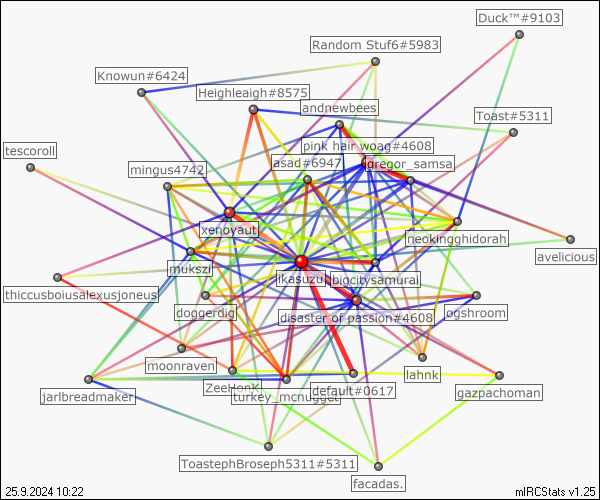 Duck™#9103
Random Stuf6#5983
Knowun#6424
Heighleigh#8575
andnewbees
Toast#5311
pink hair woag#4608
tescoroll
mingus4742
asad#6947
gregor_samsa
xenoyaut
neokingghidorah
avelicious
mukszi
ikasuzu
bigcitysamurai
thiccusboiusalexusjoneus
doggerdig
disaster of passion#4608
ogshroom
moonraven
lahnk
jarlbreadmaker
ZeeHonK
turkey_mcnugget
default#0617
gazpachoman
ToastephBroseph5311#5311
facadas.
25.9.2024 10:22
mIRCStats v1.25